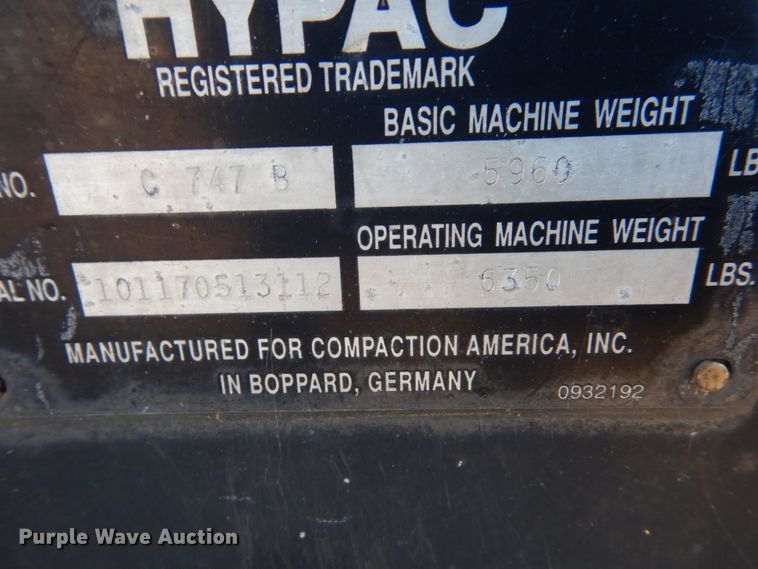 HYPAC
REGISTERED TRADEMARK
BASIC MACHINE WEIGHT
NO. C 747 B 5960 LB
OPERATING MACHINE WEIGHT
AL NO. 101170513112 6350 LBS.
MANUFACTURED FOR COMPACTION AMERICA, INC.
IN BOPPARD, GERMANY
0932192
Purple Wave Auction